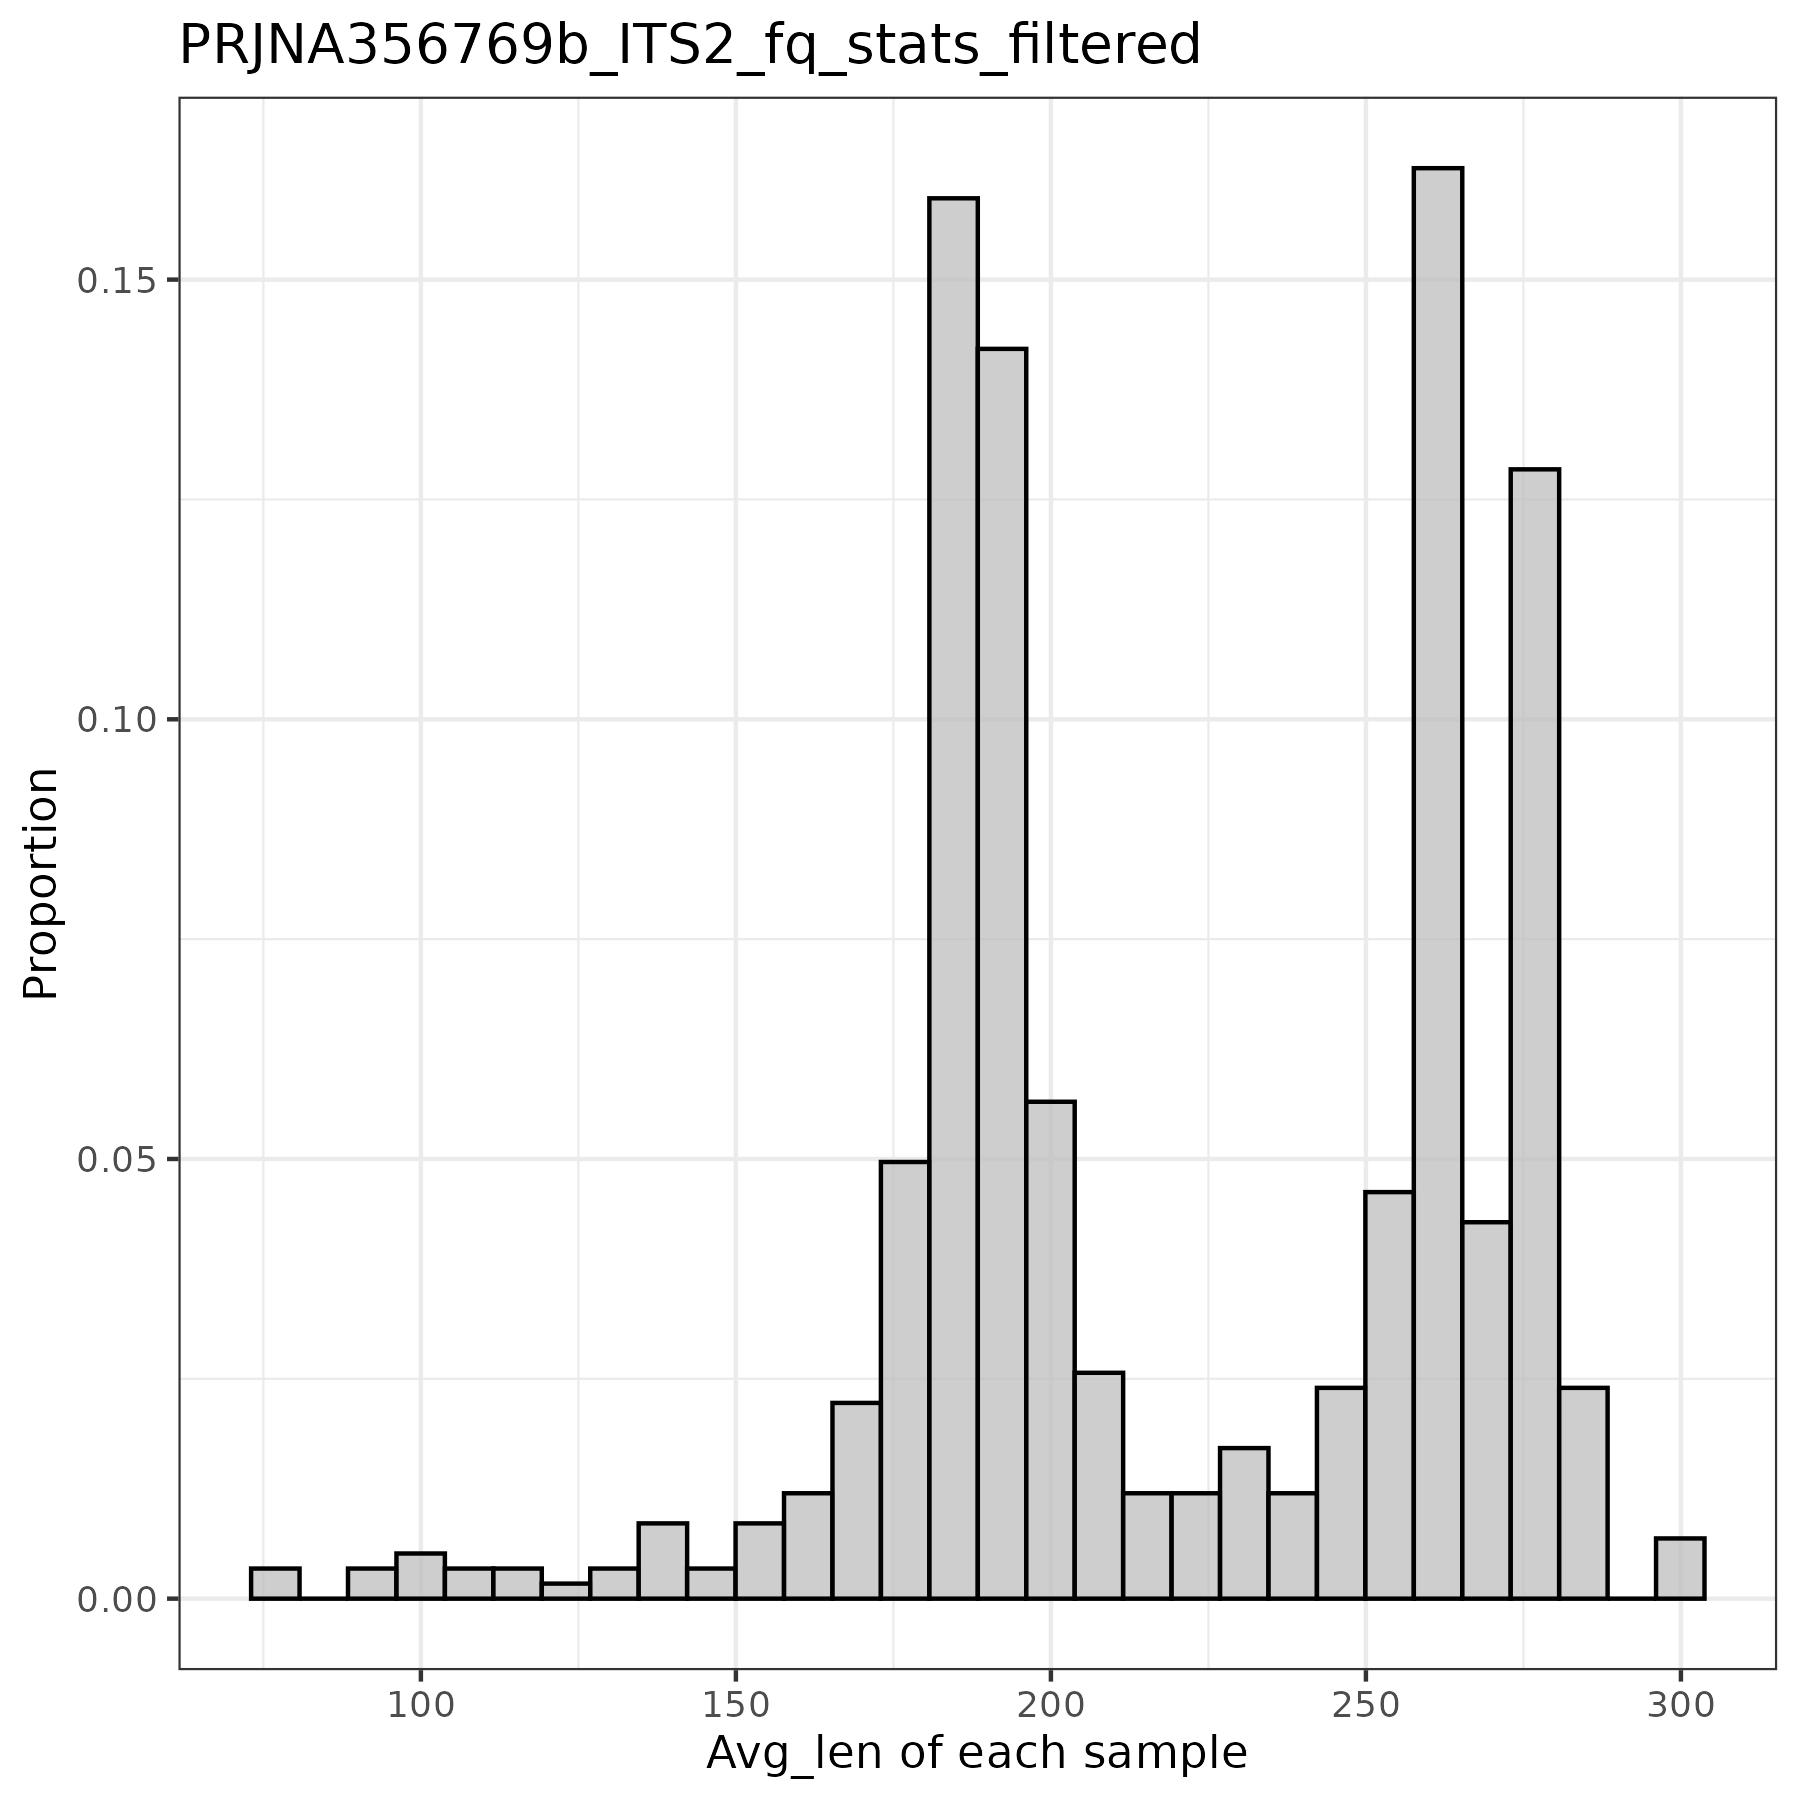 PRJNA356769b_ITS2_fq_stats_filtered
Proportion
0.15
0.10
0.05
0.00
100 150 200 250 300
Avg_len of each sample